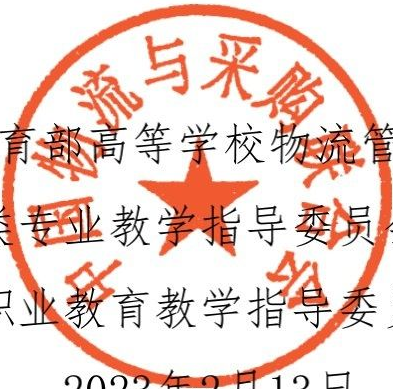 中国物流与采购联合会
育部高等学校物流管
类专业教学指导委员会
职业教育教学指导委员
2023年2月13日